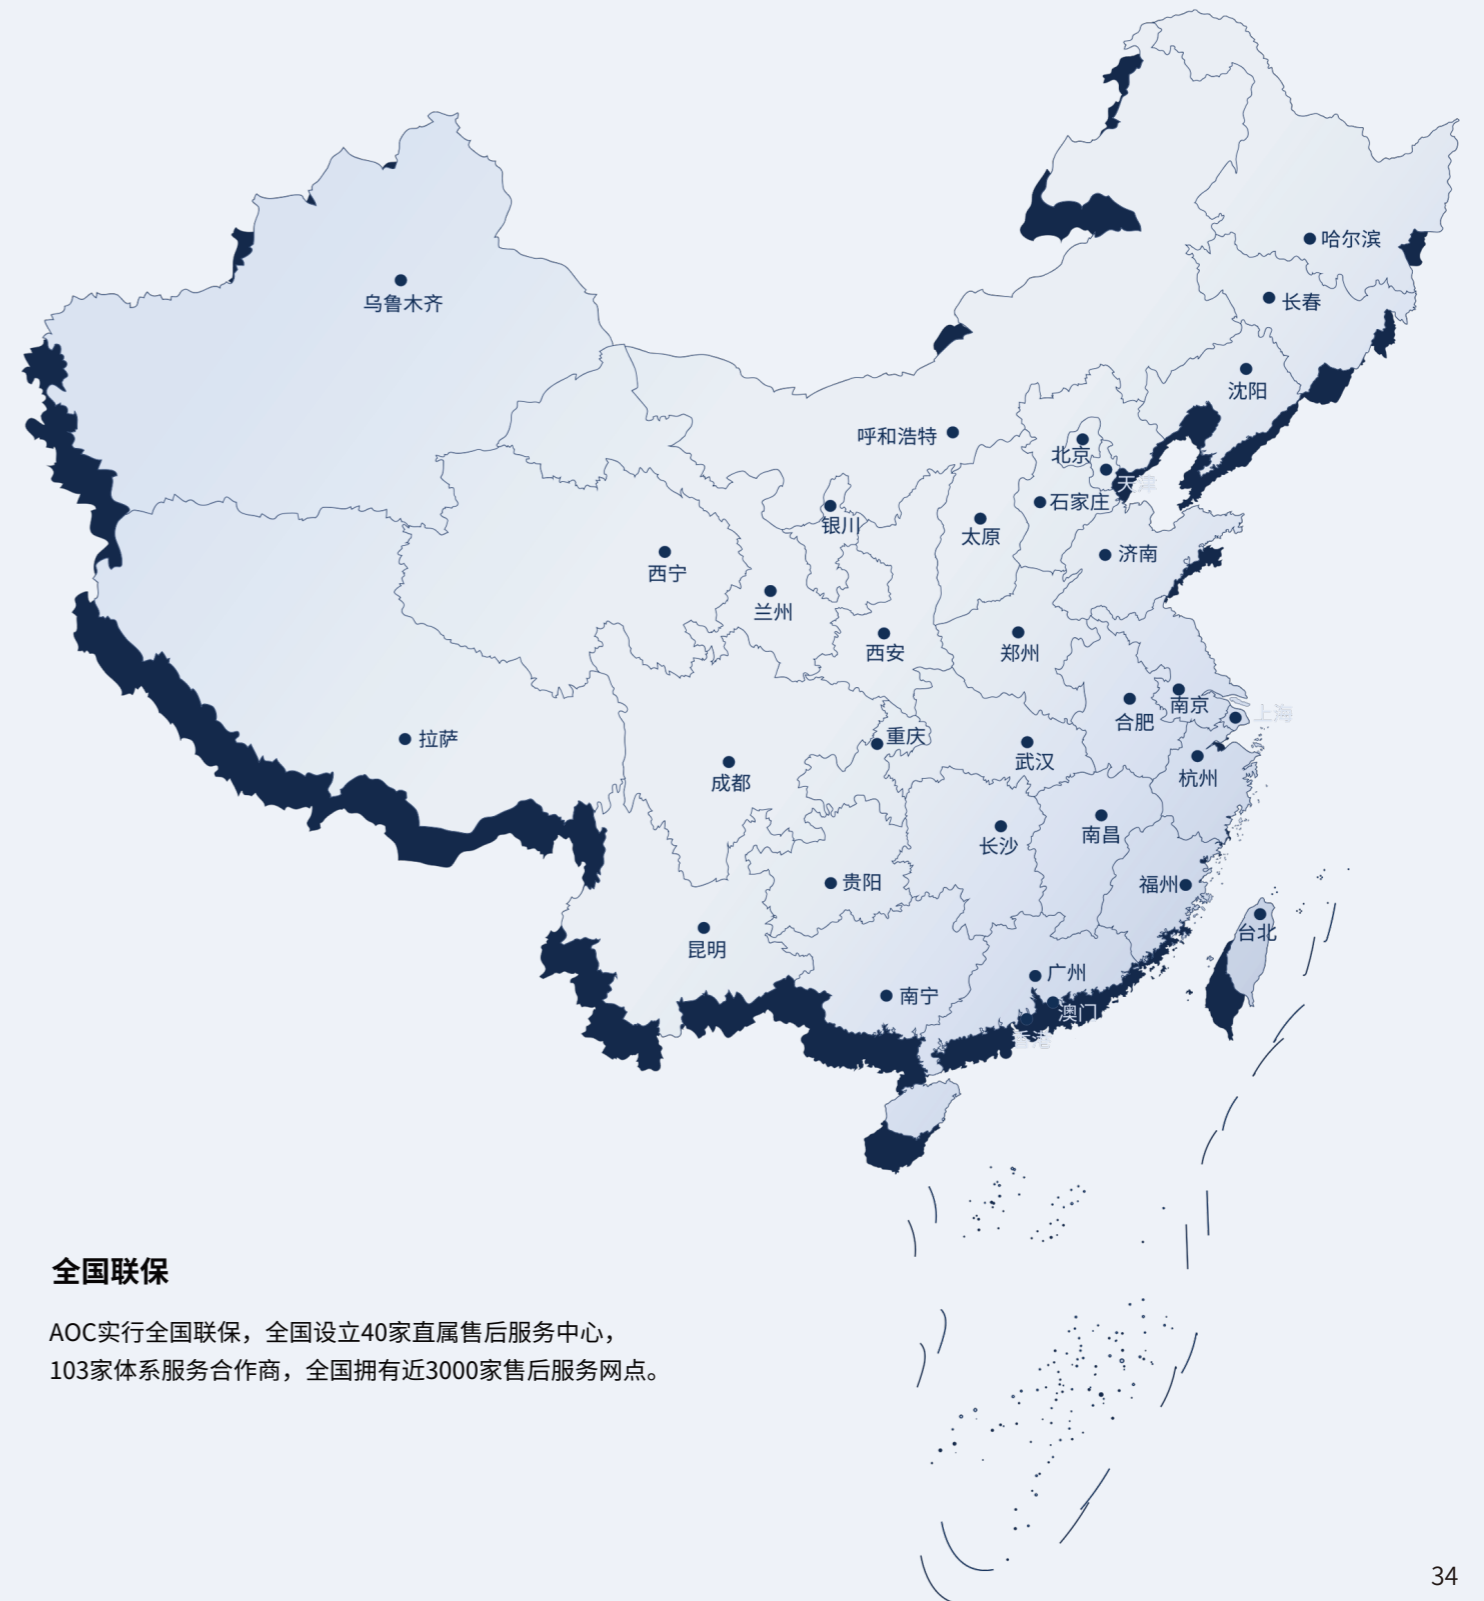 哈尔滨
乌鲁木齐
长春
沈阳
呼和浩特
北京
天津
石家庄
银川
太原
济南
西宁
兰州
西安
郑州
南京
合肥
上海
拉萨
重庆
武汉
成都
杭州
南昌
长沙
贵阳
福州
台北
昆明
广州
南宁
澳门
香港
全国联保
AOC实行全国联保，全国设立40家直属售后服务中心，
103家体系服务合作商，全国拥有近3000家售后服务网点。
34